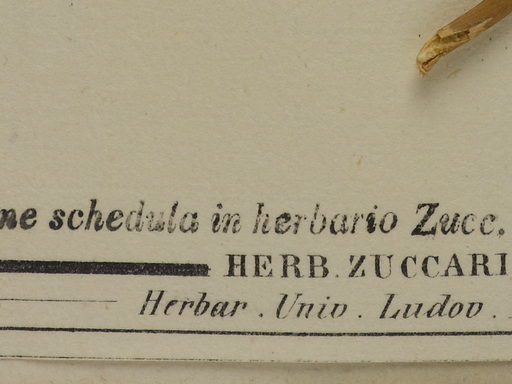 ne schedula in herbario Zucc.
HERB. ZUCCARI
Herbar. Univ. Ludov.